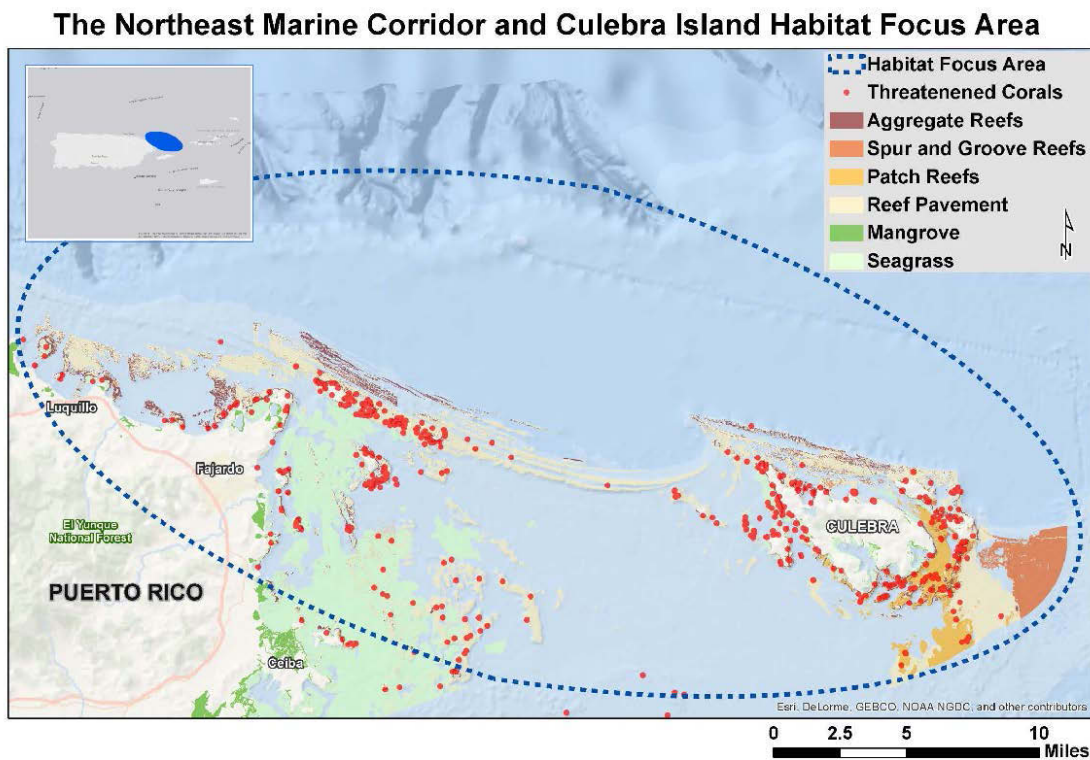 The Northeast Marine Corridor and Culebra Island Habitat Focus Area
Habitat Focus Area
Threatenened Corals
Aggregate Reefs
Spur and Groove Reefs
Patch Reefs
Reef Pavement
Mangrove
Seagrass
N
Luquillo
Fajardo
CULEBRA
El Yunque
National Forest
PUERTO RICO
Ceiba
Esri, DeLorme, GEBCO, NOAA NGDC, and other contributors
0 2.5 5 10
Miles